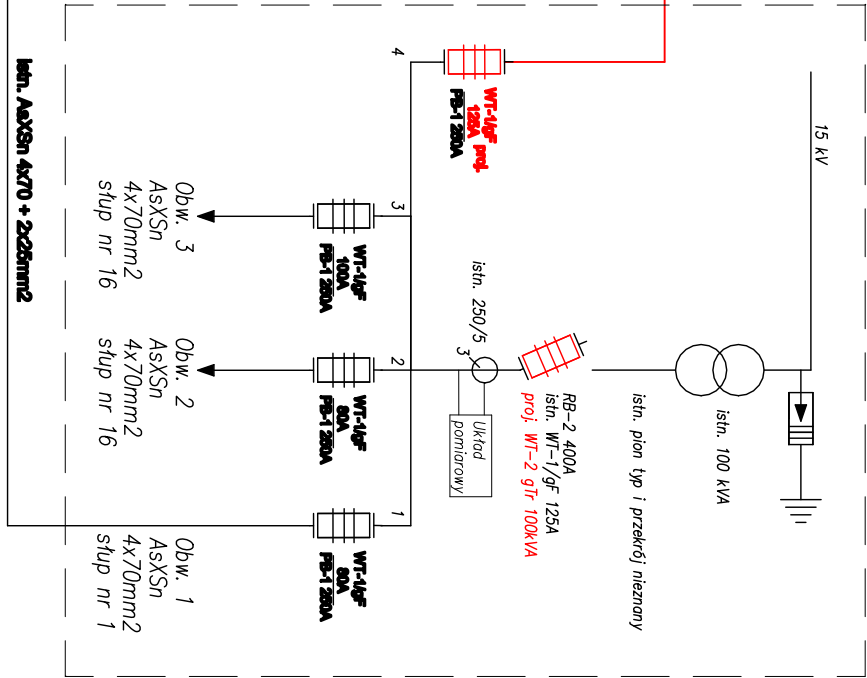 15 kV
istn. 100 kVA
istn. pion typ i przekrój nieznany
RB-2 400A
istn. WT-1/gF 125A
proj. WT-2 gTr 100kVA
istn. 250/5
3
Układ
pomiarowy
4
WT-1/gF
125A proj.
PB-1 250A
3
WT-1/gF
100A
PB-1 250A
2
WT-1/gF
80A
PB-1 250A
1
WT-1/gF
80A
PB-1 250A
Obw. 3
AsXSn
4x70mm2
słup nr 16
Obw. 2
AsXSn
4x70mm2
słup nr 16
Obw. 1
AsXSn
4x70mm2
słup nr 1
istn. AsXSn 4x70 + 2x25mm2